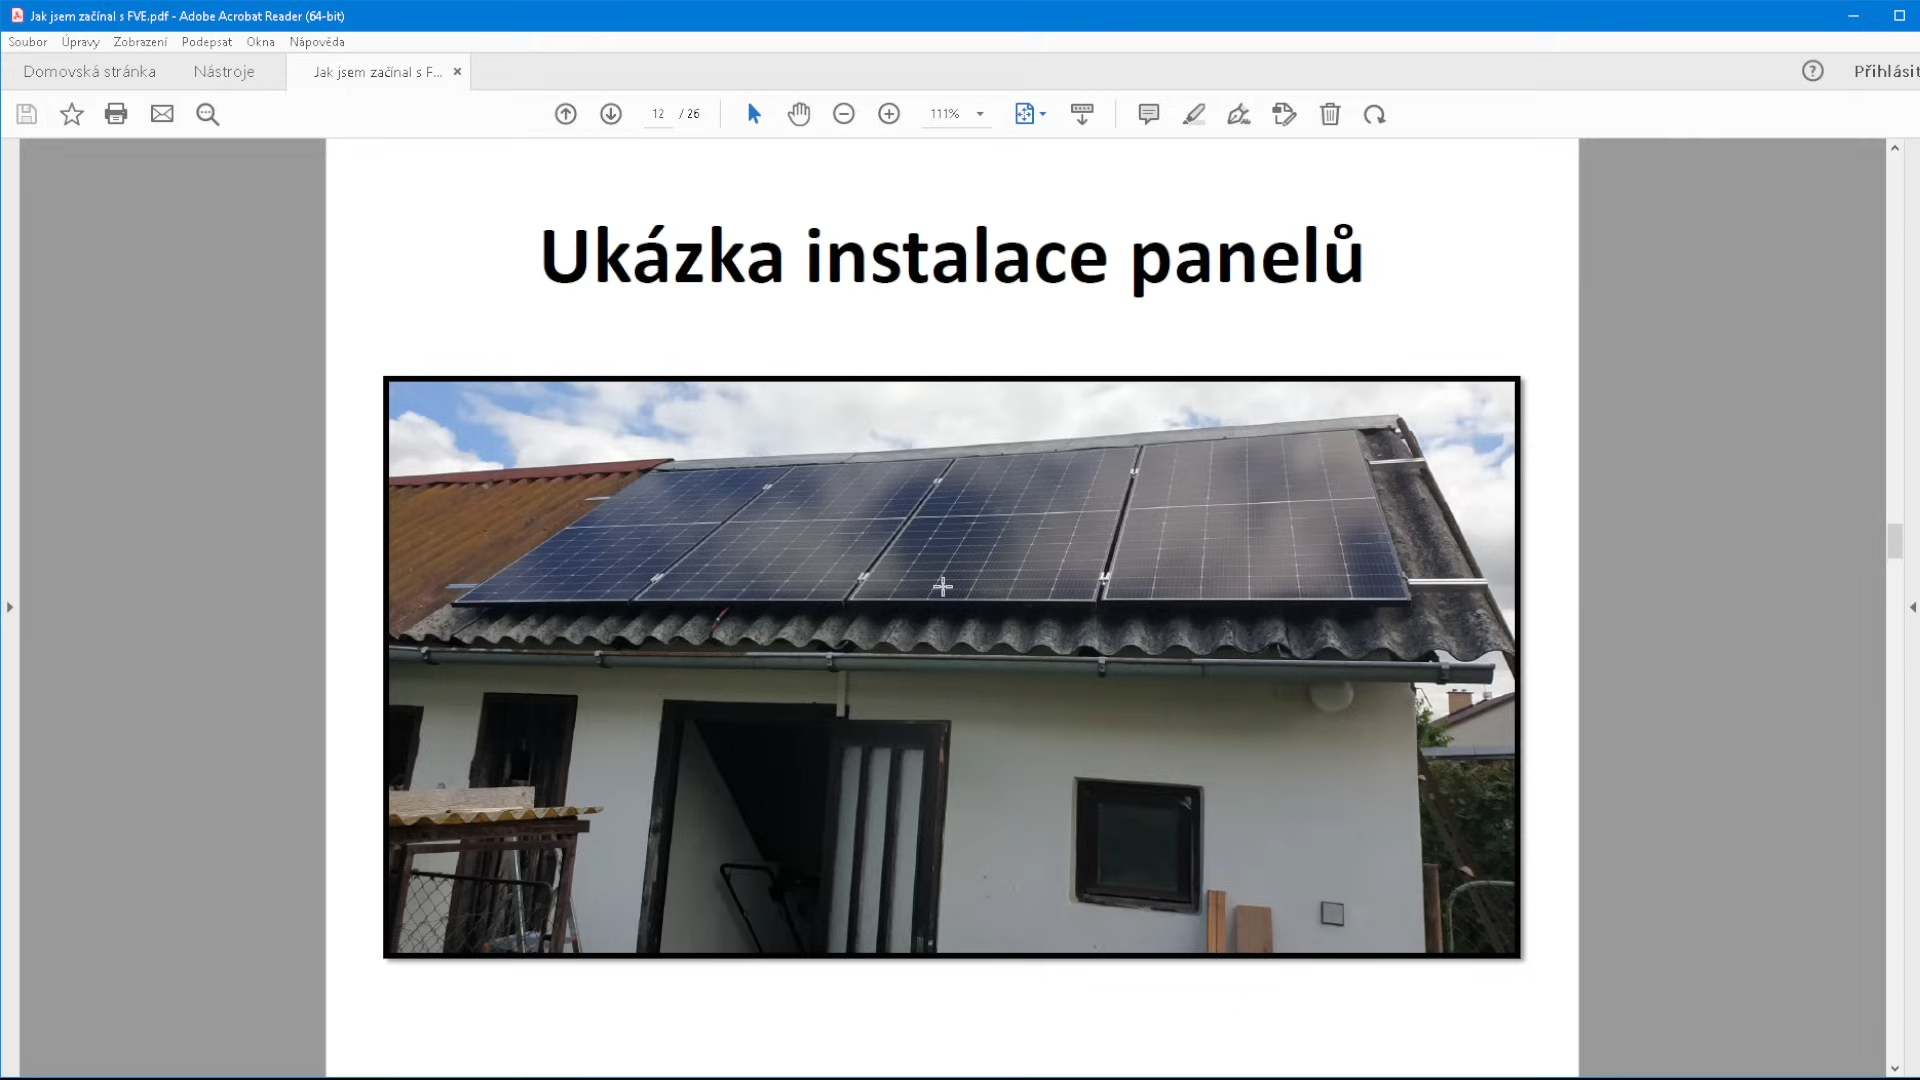 Jak jsem začínal s FVE.pdf - Adobe Acrobat Reader (64-bit)
Soubor Úpravy Zobrazení Podepsat Okna Nápověda
Domovská stránka Nástroje Jak jsem začínal s F... Přihlásit
12 / 26 111%
Ukázka instalace panelů